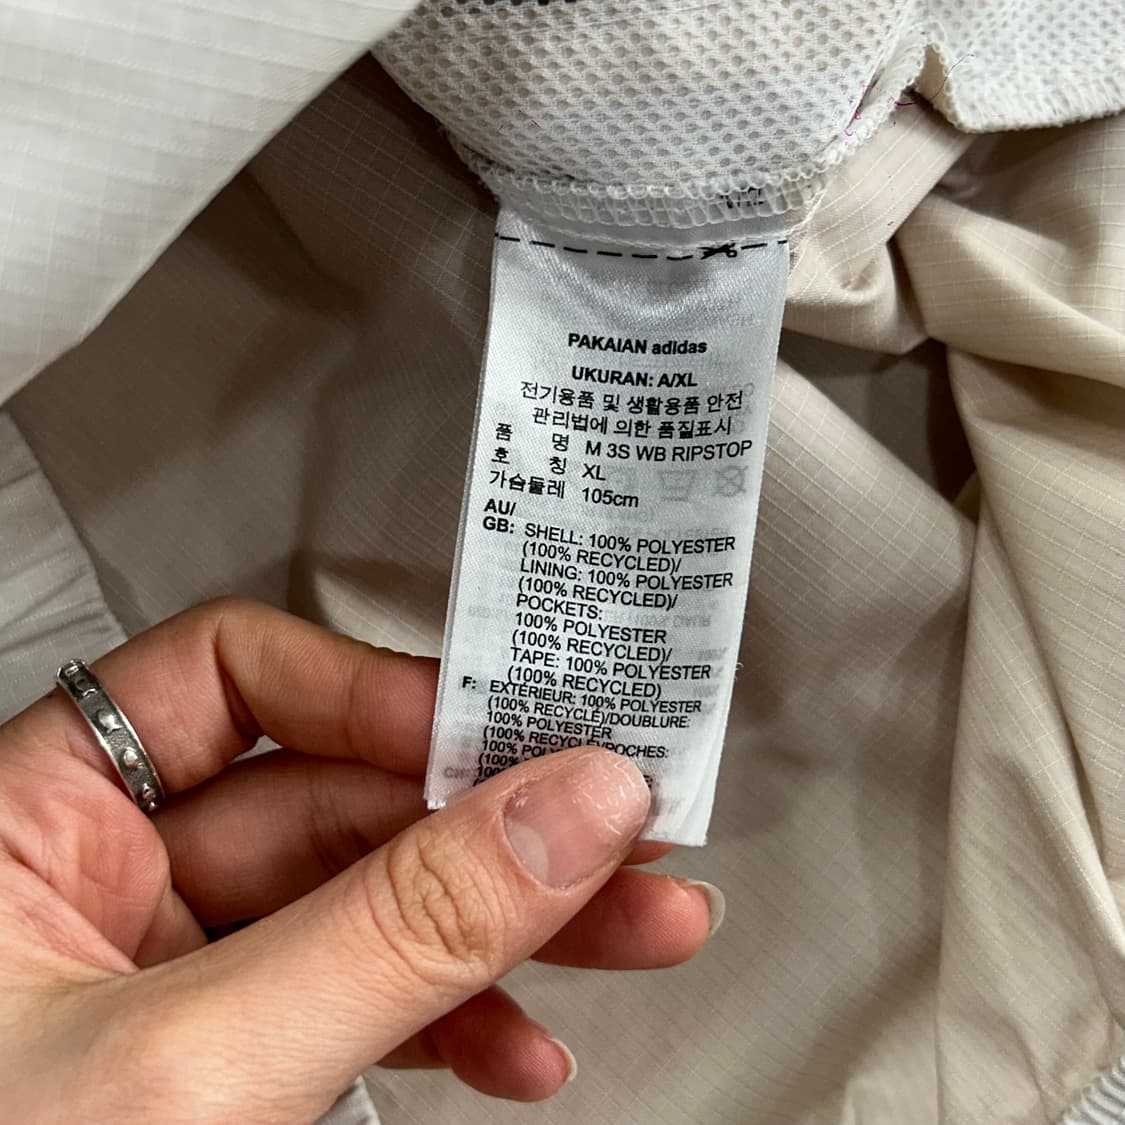 PAKAIAN adidas
UKURAN: A/XL
전기용품 및 생활용품 안전
관리법에 의한 품질표시
품 명 M 3S WB RIPSTOP
호 칭 XL
가슴둘레 105cm
AU/
GB: SHELL: 100% POLYESTER
(100% RECYCLED)/
LINING: 100% POLYESTER
(100% RECYCLED)/
POCKETS:
100% POLYESTER
(100% RECYCLED)/
TAPE: 100% POLYESTER
(100% RECYCLED)
F: EXTÉRIEUR: 100% POLYESTER
(100% RECYCLÉ)/DOUBLURE:
100% POLYESTER
(100% RECYCLÉ)/POCHES:
100%
(100%